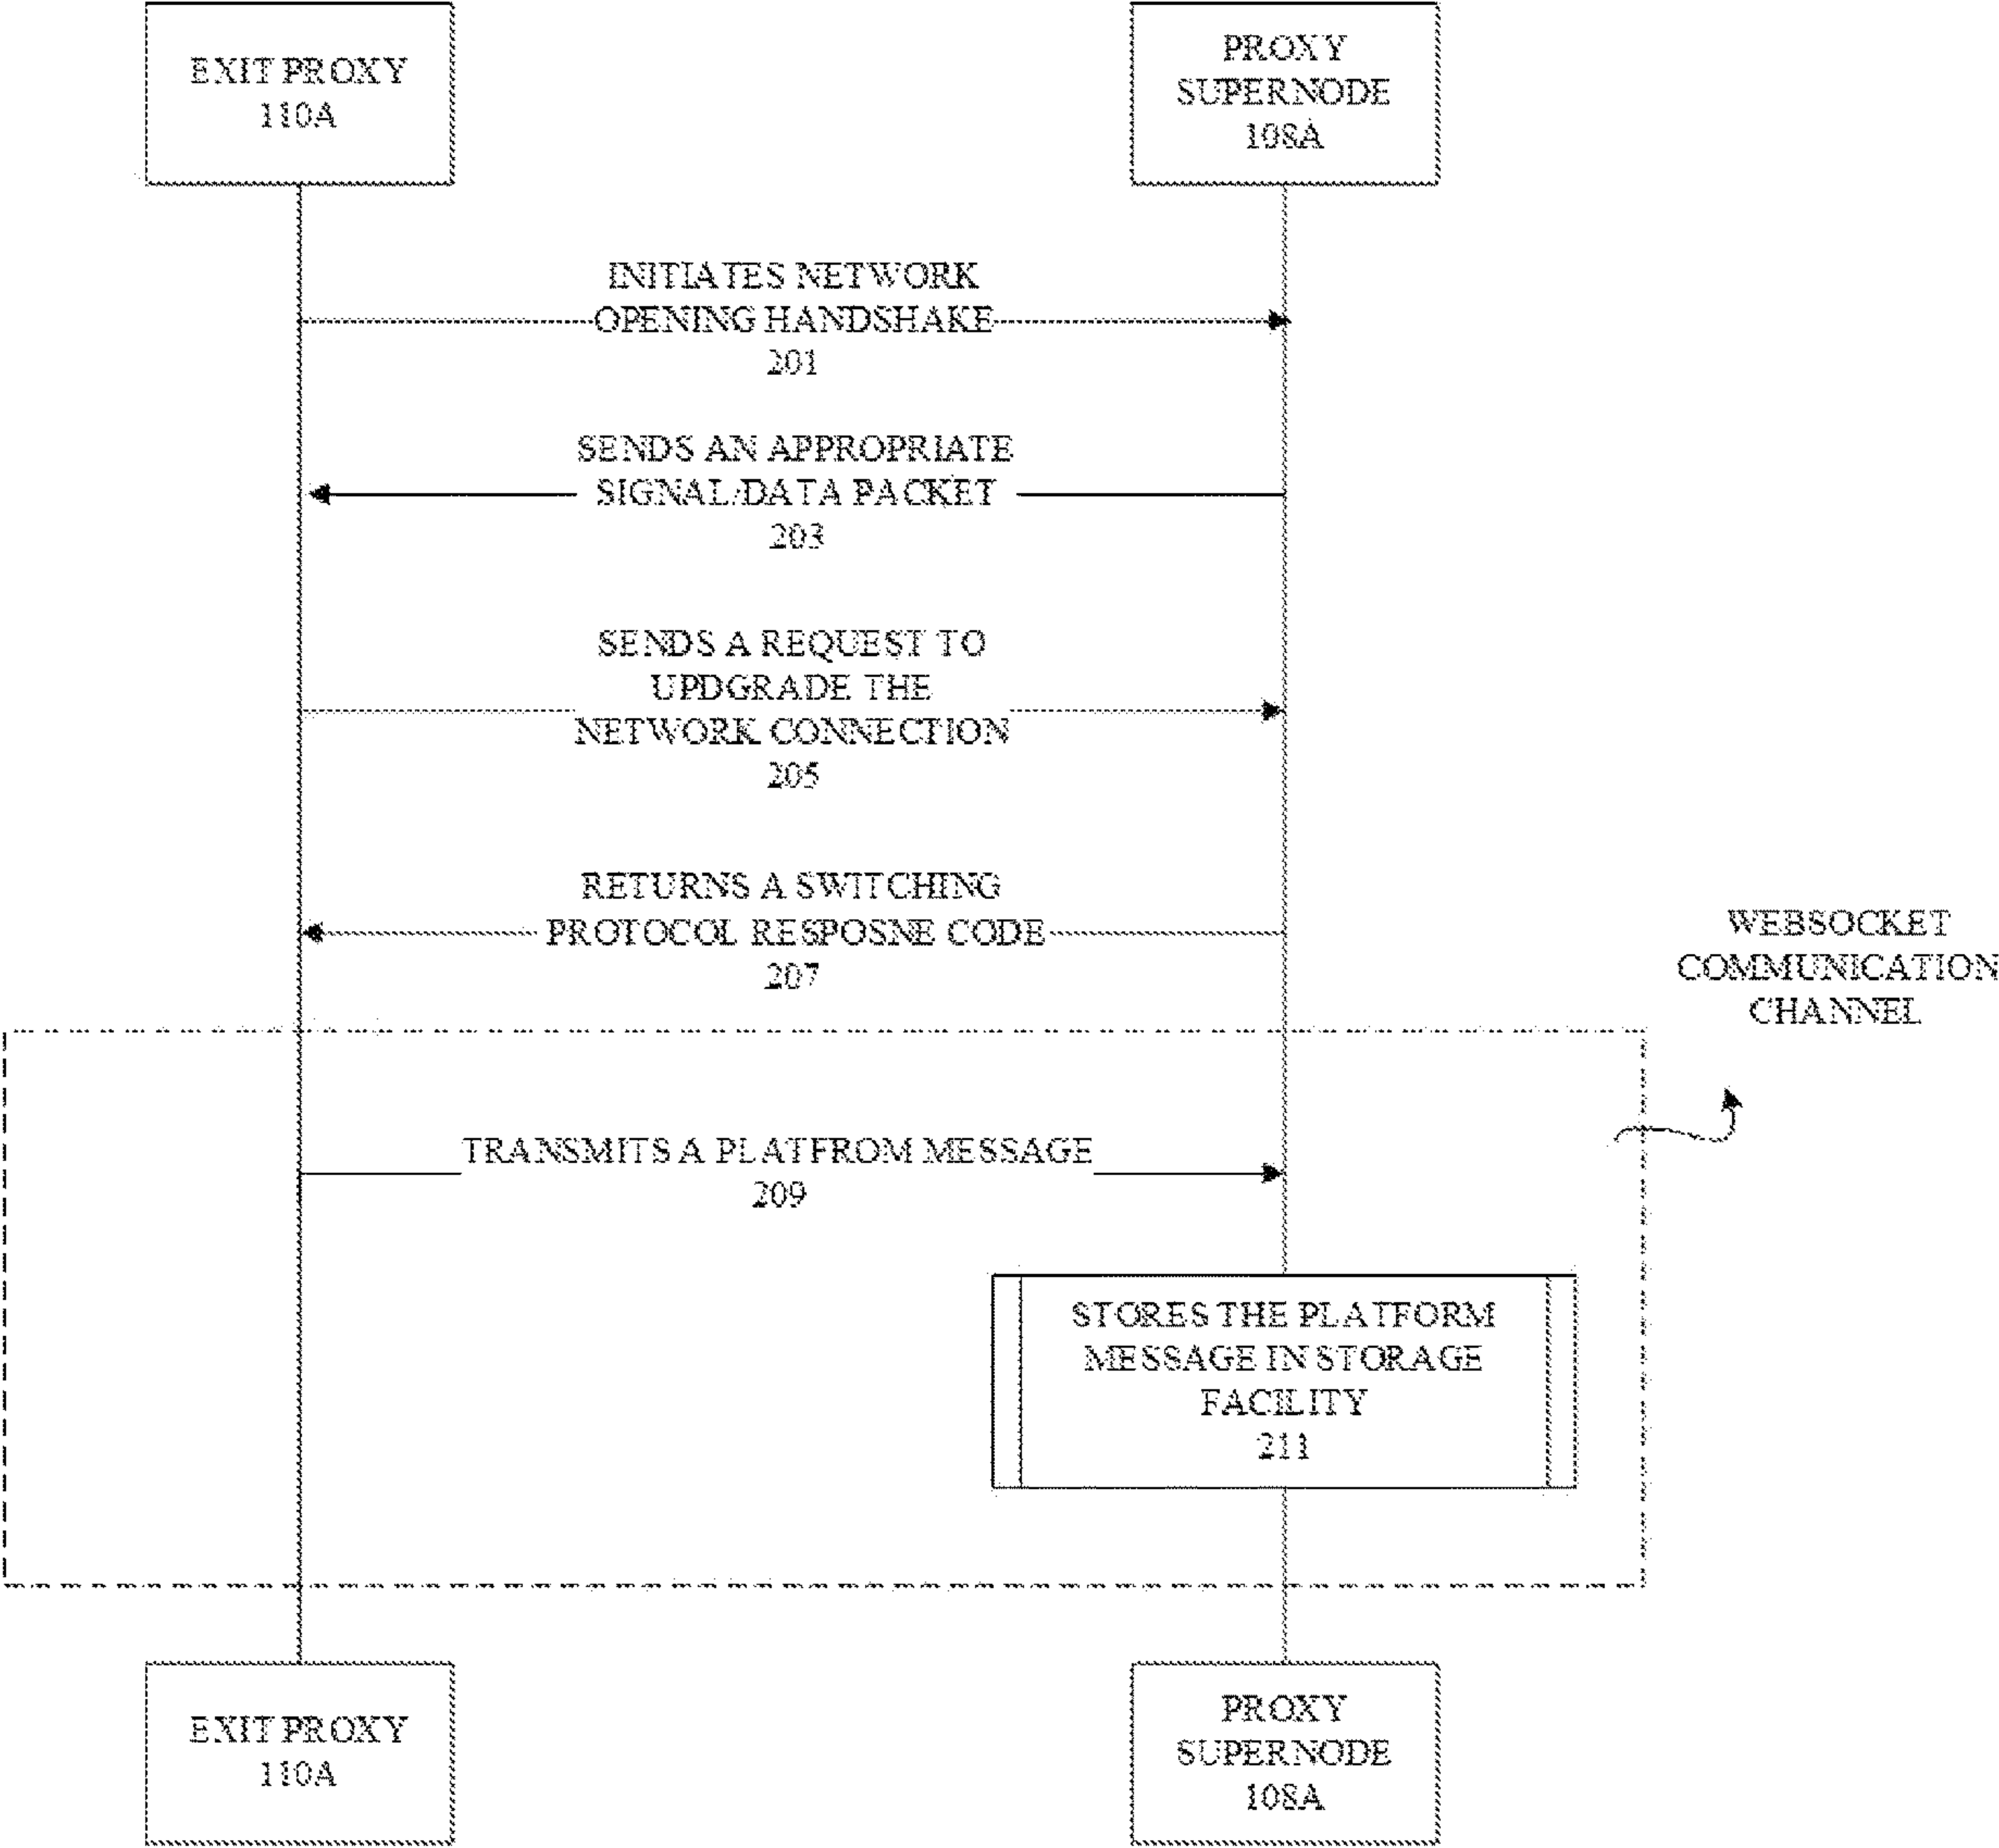 EXIT PROXY
110A
PROXY
SUPERNODE
108A
INITIATES NETWORK
OPENING HANDSHAKE
201
SENDS AN APPROPRIATE
SIGNAL/DATA PACKET
203
SENDS A REQUEST TO
UPDGRADE THE
NETWORK CONNECTION
205
RETURNS A SWITCHING
PROTOCOL RESPOSNE CODE
207
WEBSOCKET
COMMUNICATION
CHANNEL
TRANSMITS A PLATFROM MESSAGE
209
STORES THE PLATFORM
MESSAGE IN STORAGE
FACILITY
211
EXIT PROXY
110A
PROXY
SUPERNODE
108A